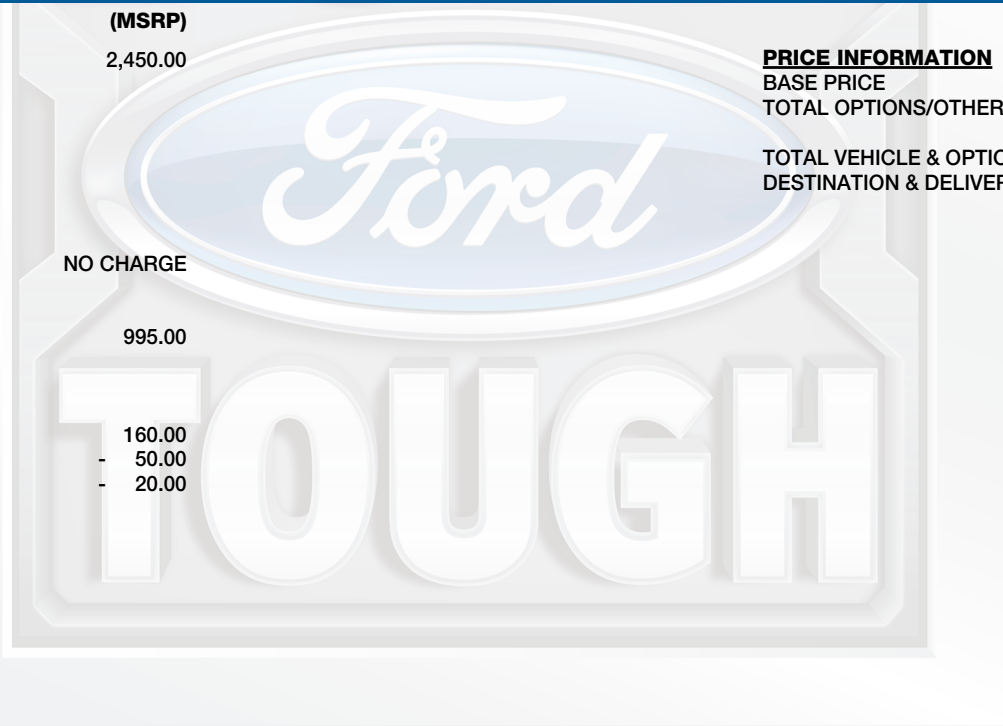 (MSRP)
2,450.00
NO CHARGE
995.00
160.00
- 50.00
- 20.00
PRICE INFORMATION
BASE PRICE
TOTAL OPTIONS/OTHER
TOTAL VEHICLE & OPTIO
DESTINATION & DELIVER
Ford
TOUGH